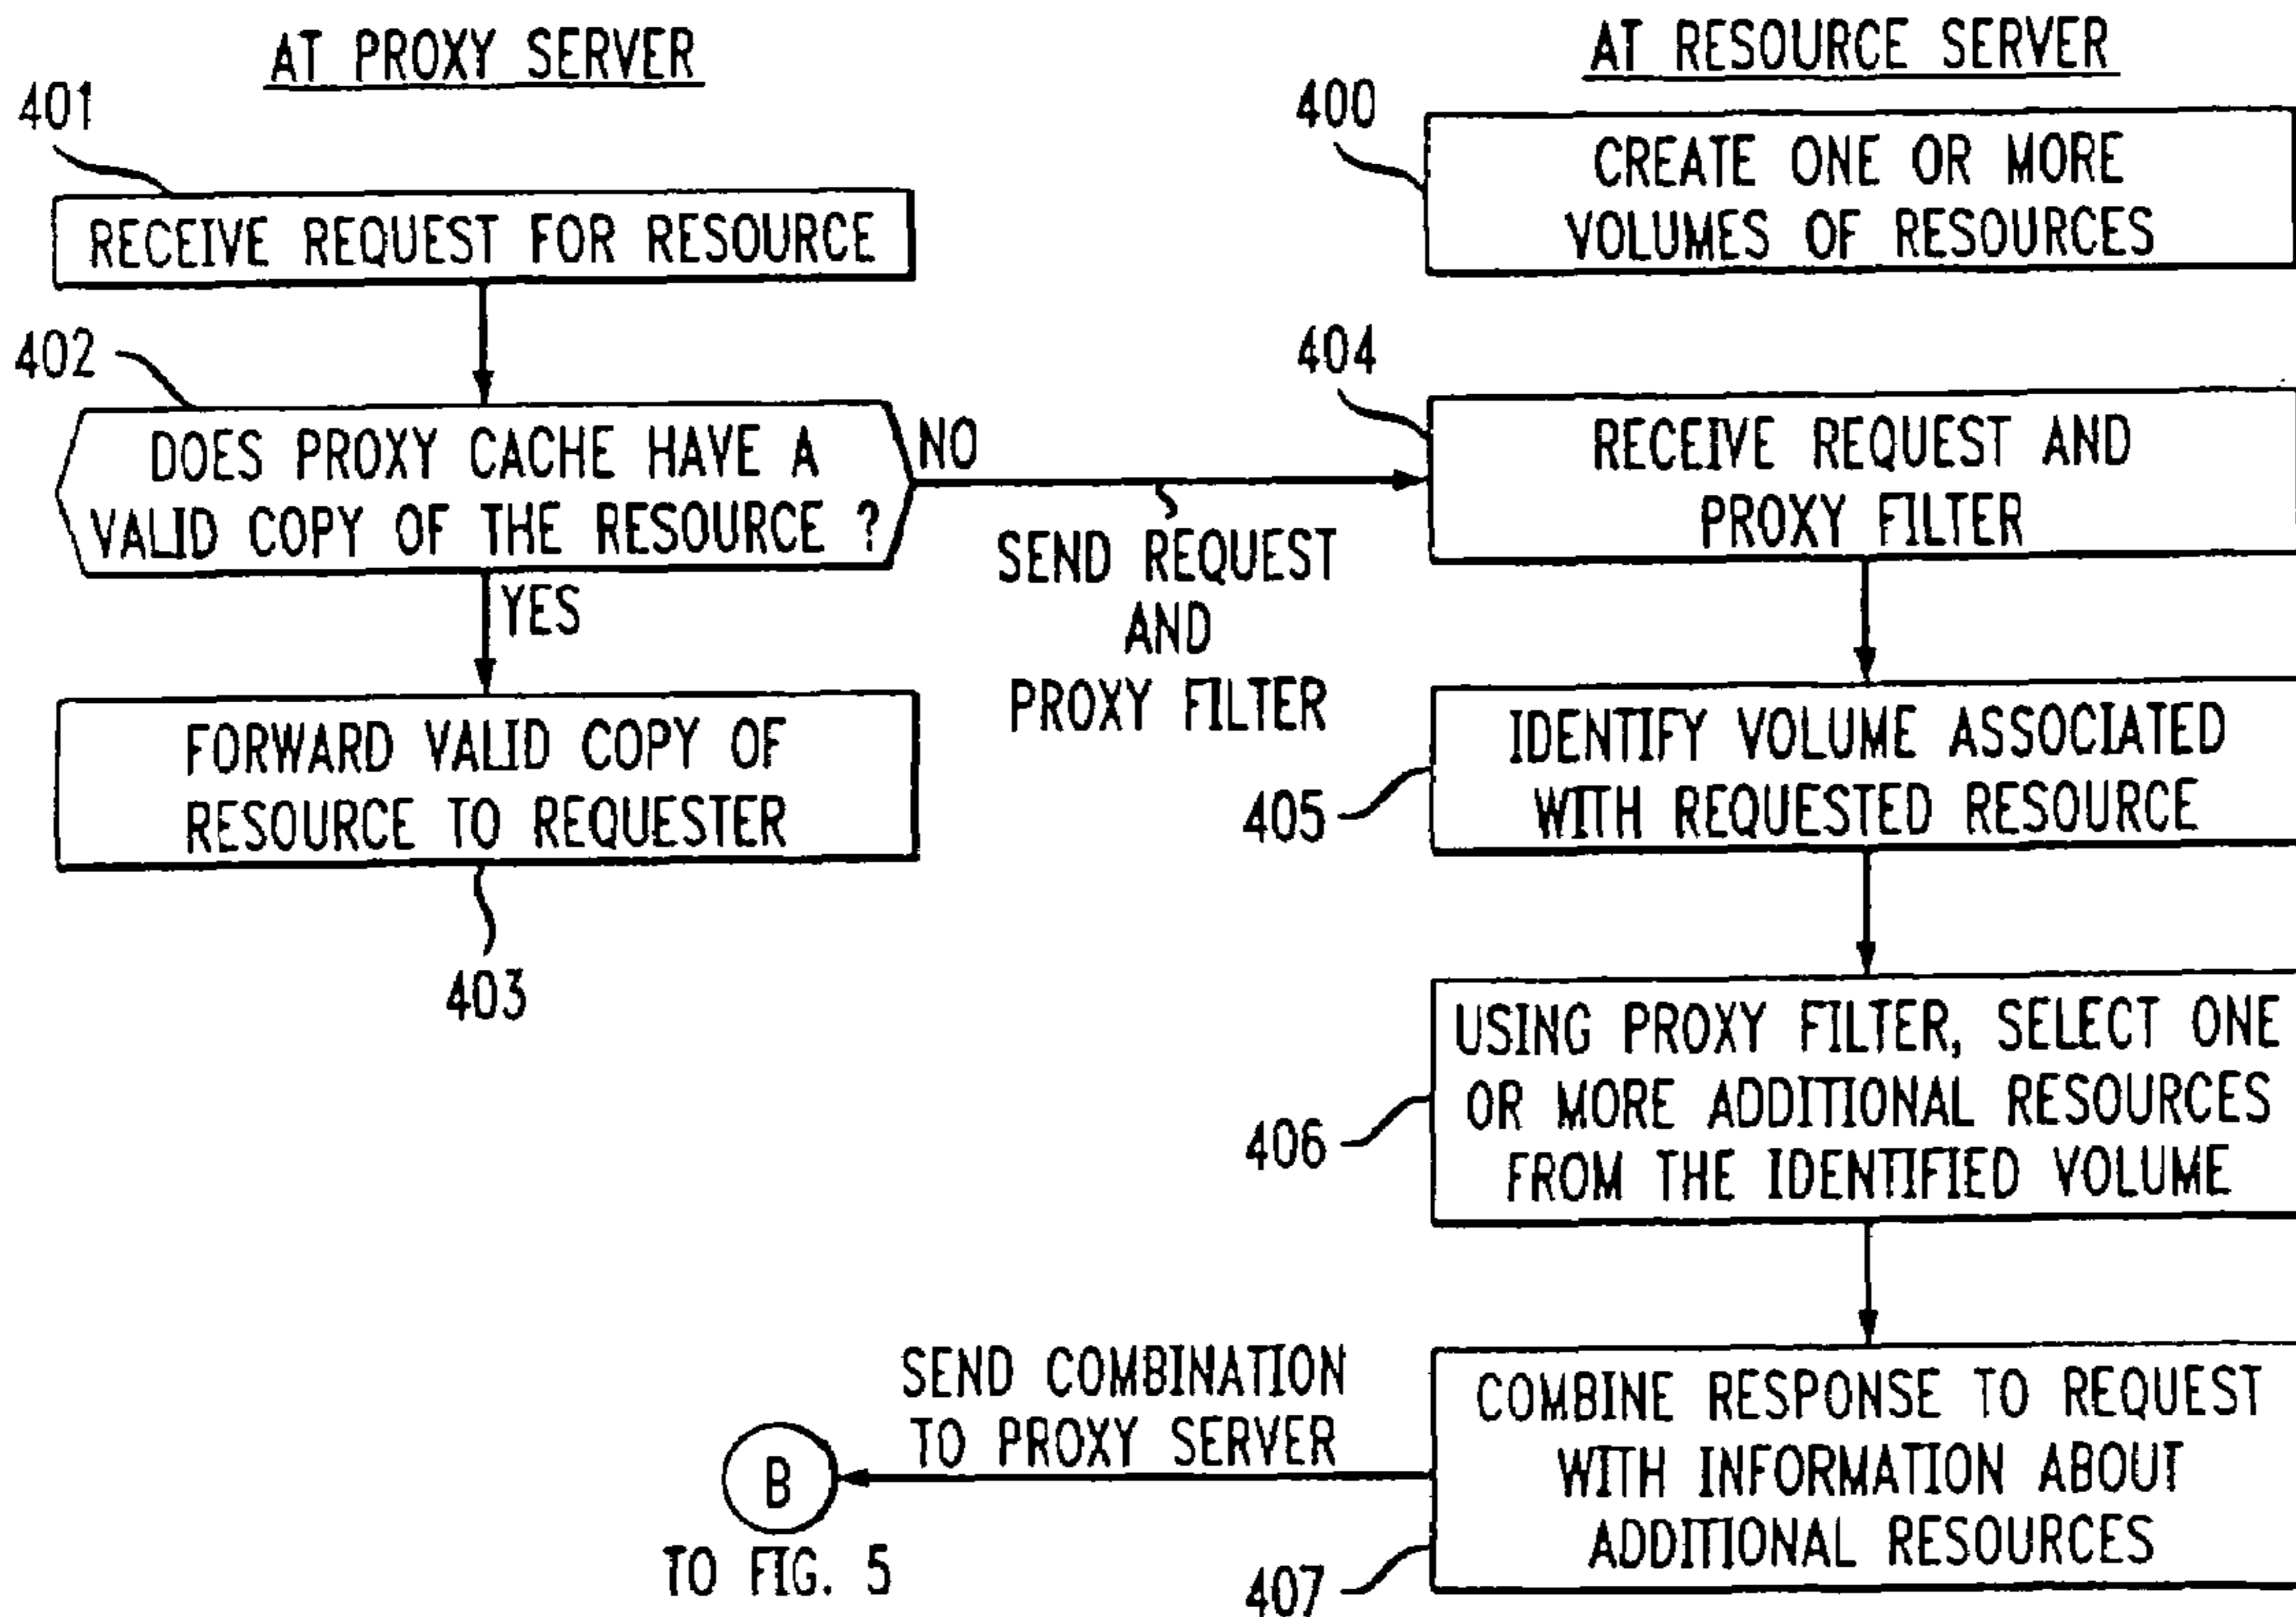 AT PROXY SERVER
401
RECEIVE REQUEST FOR RESOURCE
402
DOES PROXY CACHE HAVE A
VALID COPY OF THE RESOURCE ?
NO
YES
SEND REQUEST
AND
PROXY FILTER
FORWARD VALID COPY OF
RESOURCE TO REQUESTER
403
AT RESOURCE SERVER
400
CREATE ONE OR MORE
VOLUMES OF RESOURCES
404
RECEIVE REQUEST AND
PROXY FILTER
405
IDENTIFY VOLUME ASSOCIATED
WITH REQUESTED RESOURCE
406
USING PROXY FILTER, SELECT ONE
OR MORE ADDITIONAL RESOURCES
FROM THE IDENTIFIED VOLUME
407
COMBINE RESPONSE TO REQUEST
WITH INFORMATION ABOUT
ADDITIONAL RESOURCES
SEND COMBINATION
TO PROXY SERVER
B
TO FIG. 5